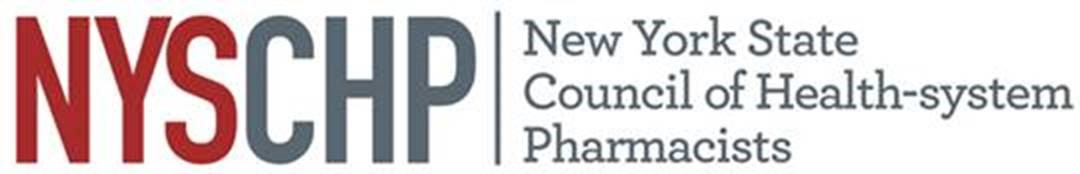 NYSCHP
New York State
Council of Health-system
Pharmacists